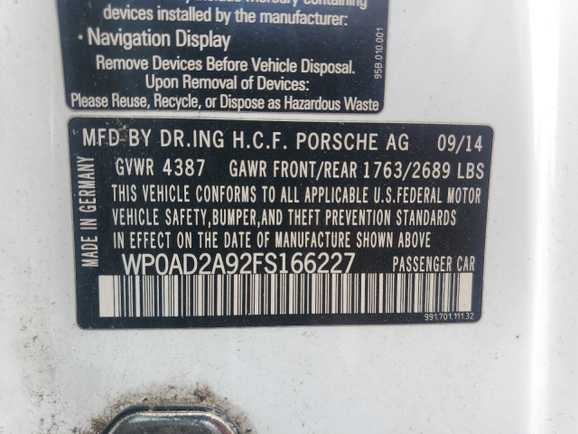 devices installed by the manufacturer:
• Navigation Display
Remove Devices Before Vehicle Disposal.
Upon Removal of Devices:
Please Reuse, Recycle, or Dispose as Hazardous Waste
95B.010.001
MFD BY DR.ING H.C.F. PORSCHE AG 09/14
GVWR 4387 GAWR FRONT/REAR 1763/2689 LBS
THIS VEHICLE CONFORMS TO ALL APPLICABLE U.S.FEDERAL MOTOR
VEHICLE SAFETY,BUMPER,AND THEFT PREVENTION STANDARDS
IN EFFECT ON THE DATE OF MANUFACTURE SHOWN ABOVE.
WP0AD2A92FS166227 PASSENGER CAR
MADE IN GERMANY
991.701.111.32